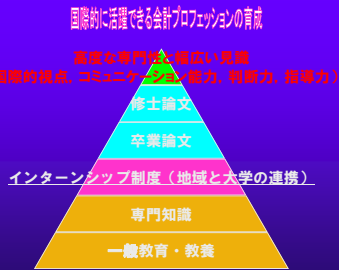 国際的に活躍できる会計プロフェッションの育成
高度な専門性と幅広い見識
国際的視点, コミュニケーション能力, 判断力, 指導力)
修士論文
卒業論文
インターンシップ制度(地域と大学の連携)
専門知識
一般教育・教養